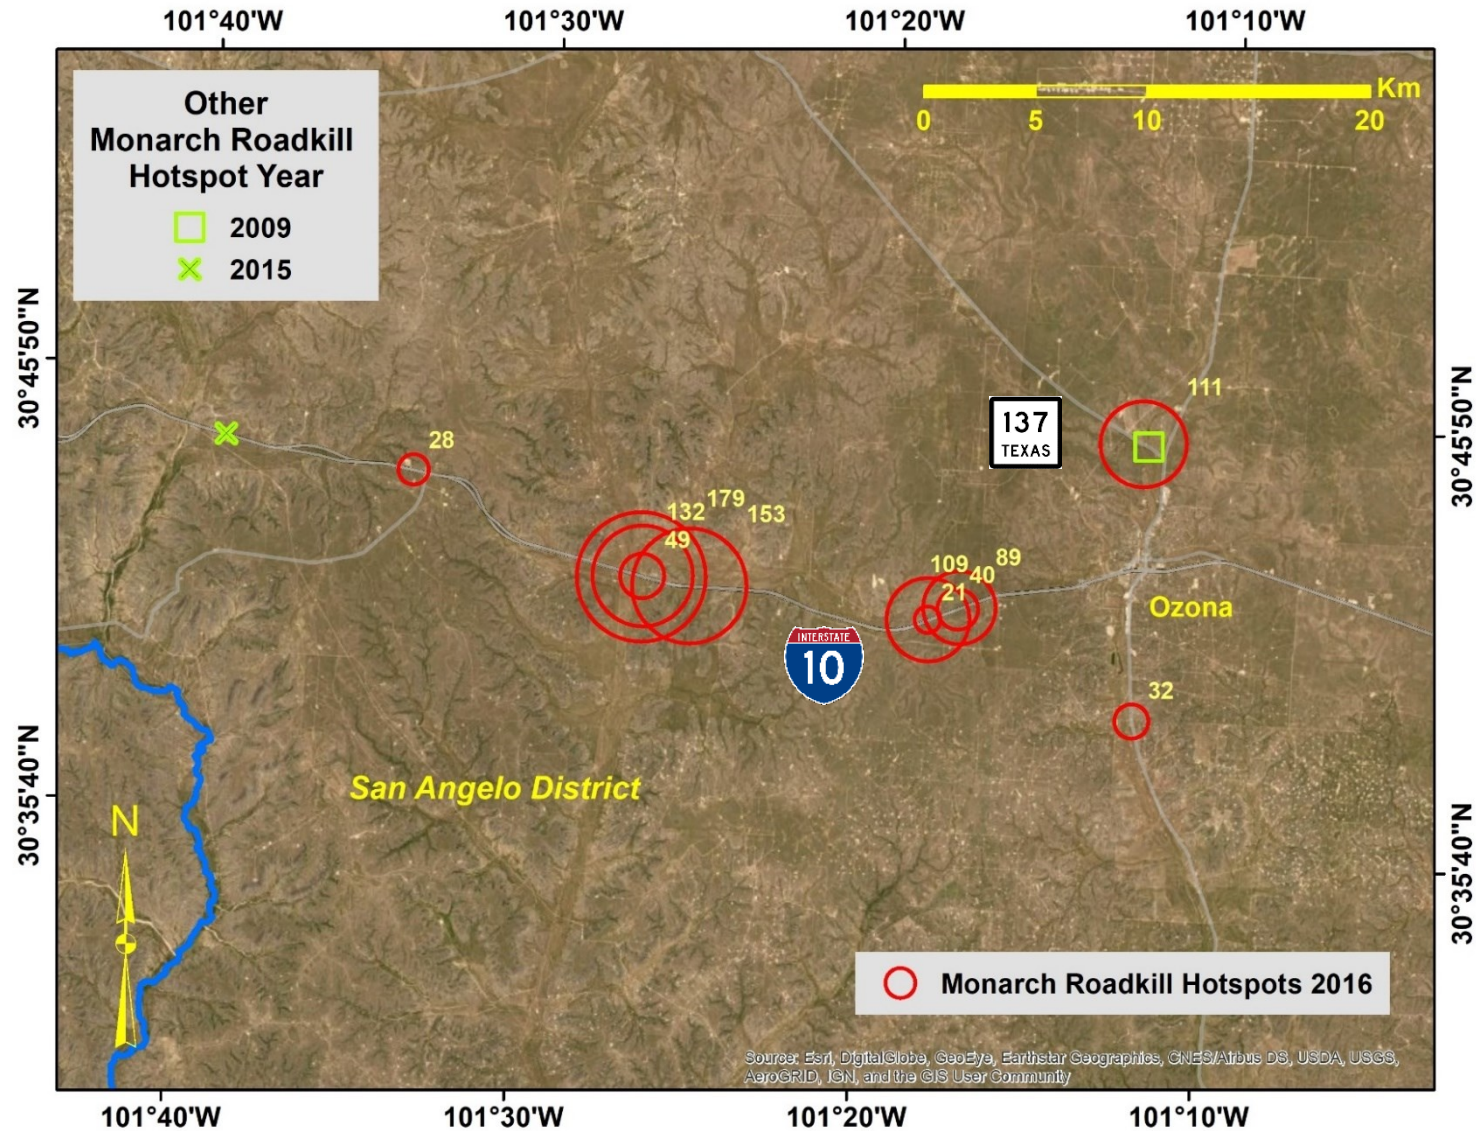 101°40'W 101°30'W 101°20'W 101°10'W
Other
Monarch Roadkill
Hotspot Year
2009
2015
Km
0 5 10 20
30°45'50"N
30°45'50"N
111
137
TEXAS
28
132 179 153
49
109 40 89
21
INTERSTATE
10
Ozona
32
San Angelo District
30°35'40"N
30°35'40"N
N
Monarch Roadkill Hotspots 2016
Source: Esri, DigitalGlobe, GeoEye, Earthstar Geographics, CNES/Airbus DS, USDA, USGS,
AeroGRID, IGN, and the GIS User Community
101°40'W 101°30'W 101°20'W 101°10'W